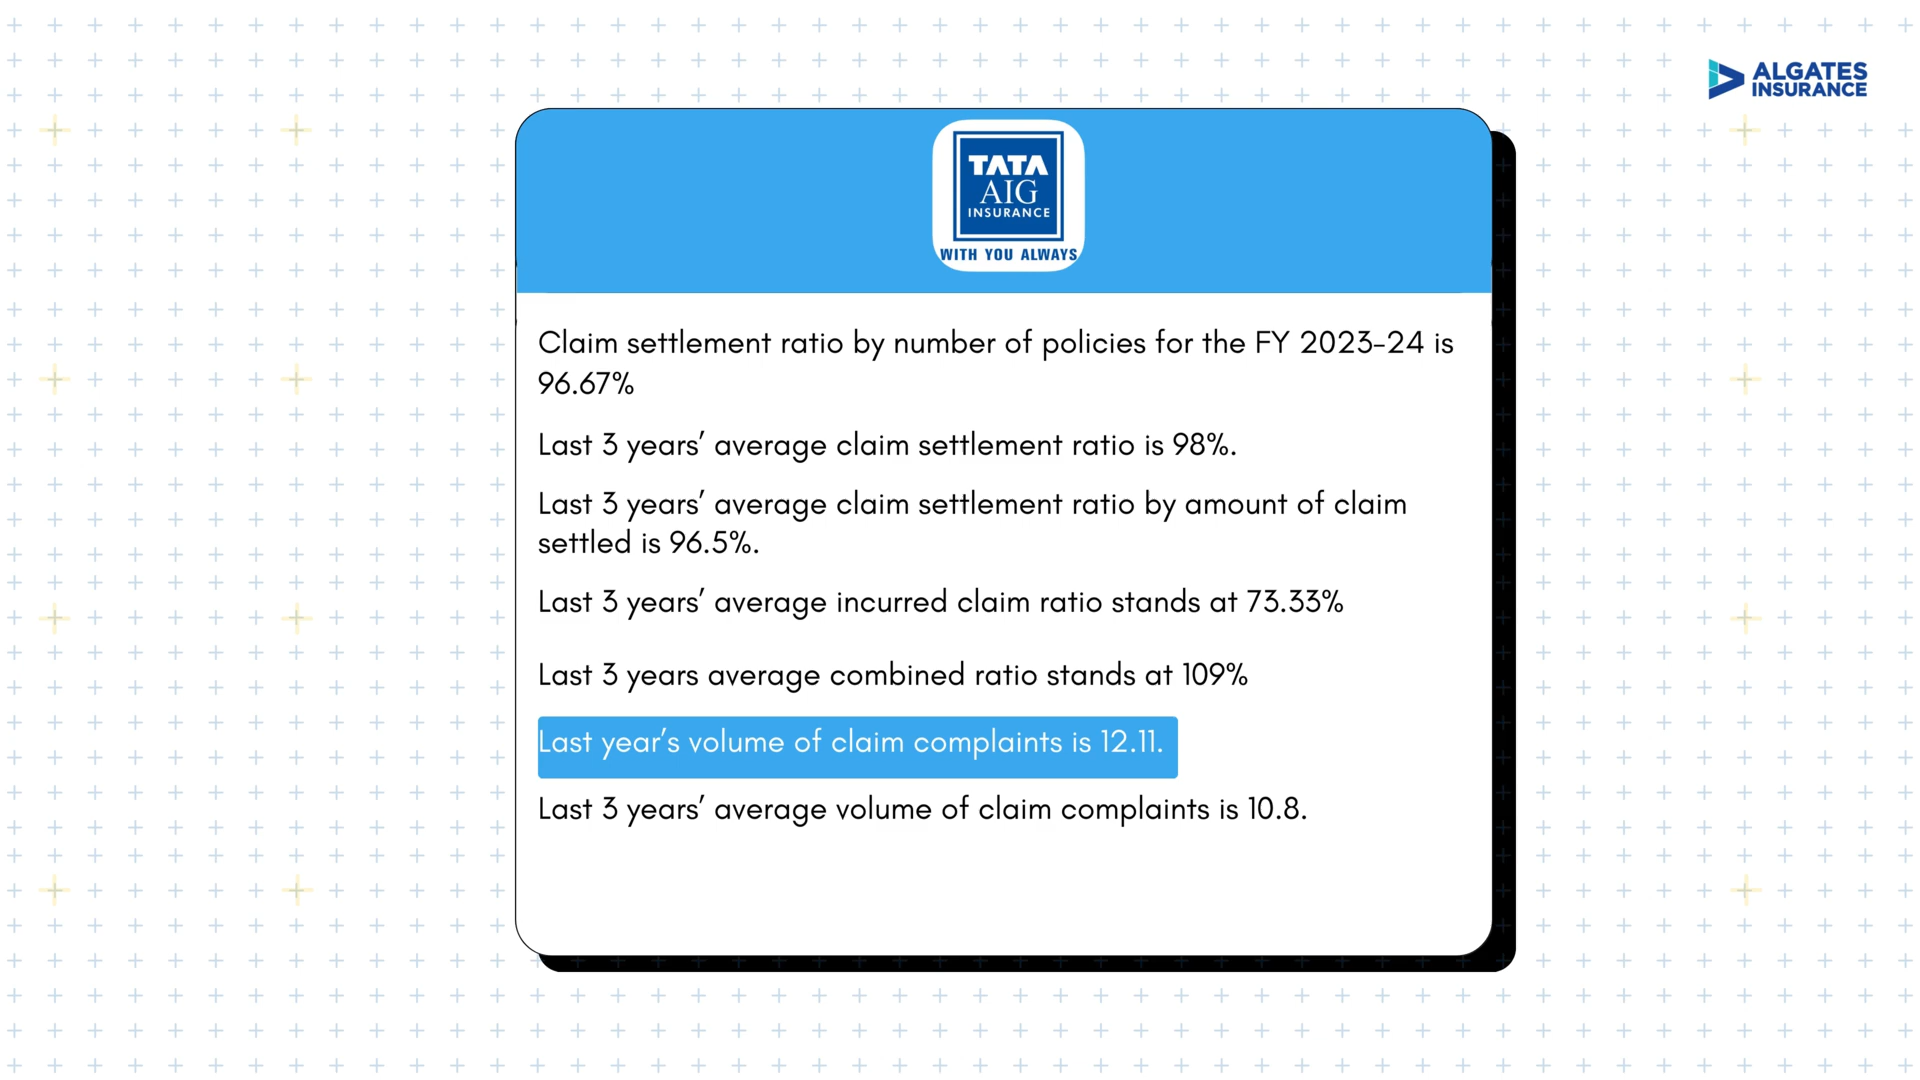 ALGATES
INSURANCE
TATA
AIG
INSURANCE
WITH YOU ALWAYS
Claim settlement ratio by number of policies for the FY 2023-24 is
96.67%
Last 3 years’ average claim settlement ratio is 98%.
Last 3 years’ average claim settlement ratio by amount of claim
settled is 96.5%.
Last 3 years’ average incurred claim ratio stands at 73.33%
Last 3 years average combined ratio stands at 109%
Last year’s volume of claim complaints is 12.11.
Last 3 years’ average volume of claim complaints is 10.8.